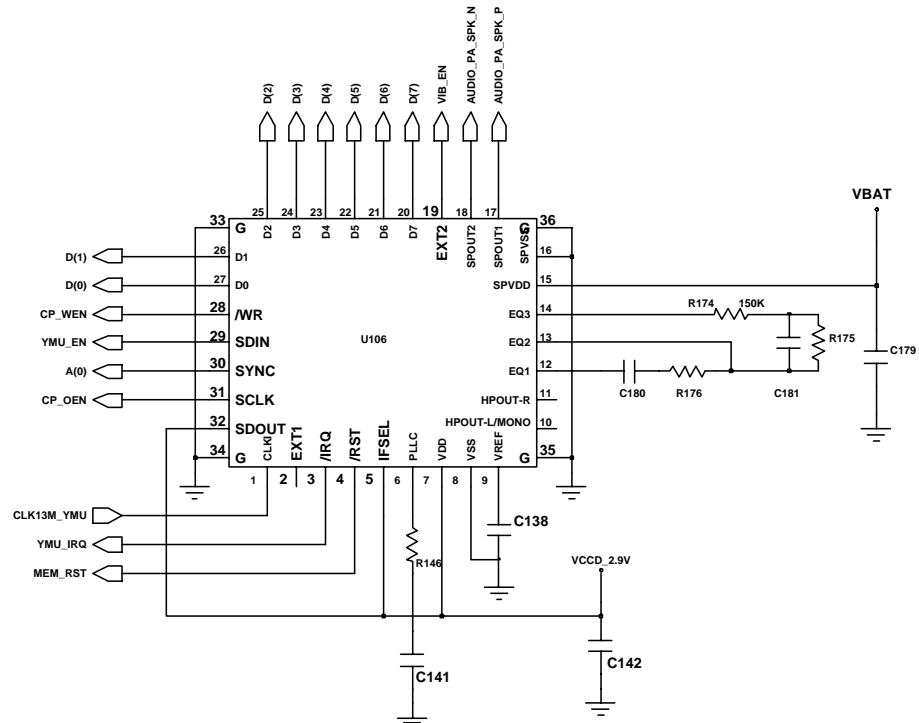 D(2)
D(3)
D(4)
D(5)
D(6)
D(7)
VIB_EN
AUDIO_PA_SPK_N
AUDIO_PA_SPK_P
VBAT
33
25
24
23
22
21
20
19
18
17
36
G
D2
D3
D4
D5
D6
D7
EXT2
SPOUT2
SPOUT1
SPVSS
G
D(1)
26
D1
16
D(0)
27
D0
SPVDD
15
CP_WEN
28
/WR
EQ3
14
R174
150K
YMU_EN
29
SDIN
U106
EQ2
13
R175
C179
A(0)
30
SYNC
EQ1
12
C180
R176
C181
CP_OEN
31
SCLK
HPOUT-R
11
32
SDOUT
HPOUT-L/MONO
10
34
G
CLKI
EXT1
/IRQ
/RST
IFSEL
PLLC
VDD
VSS
VREF
G
35
1
2
3
4
5
6
7
8
9
CLK13M_YMU
C138
YMU_IRQ
R146
VCCD_2.9V
MEM_RST
C141
C142